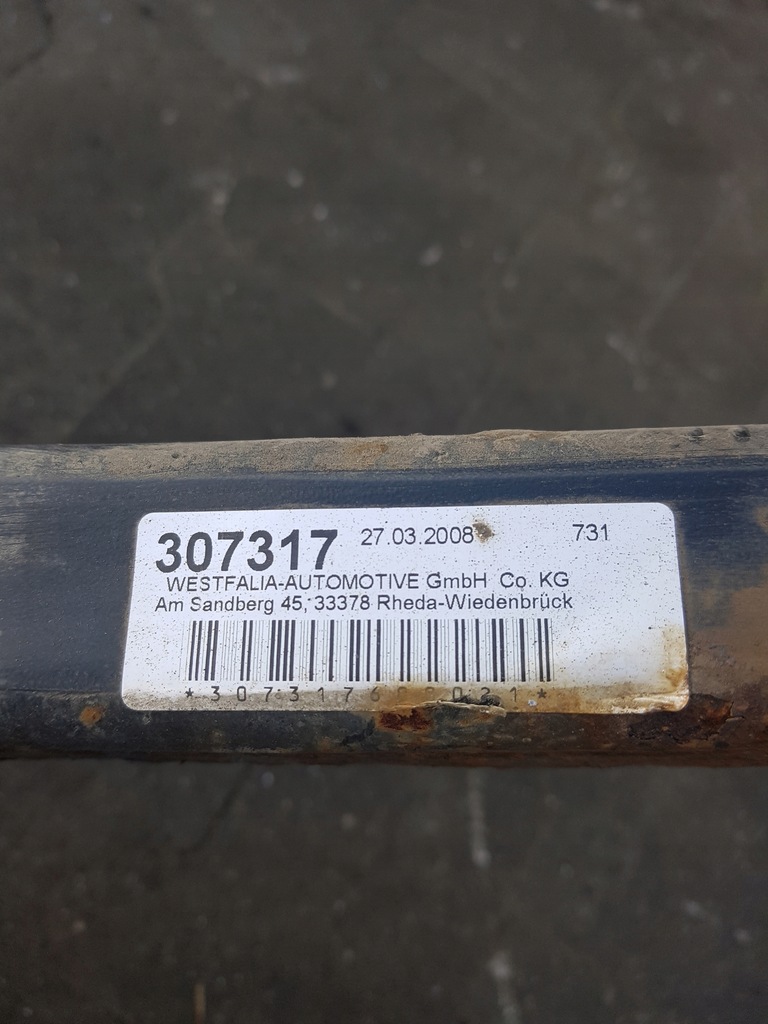 307317 27.03.2008 731
WESTFALIA-AUTOMOTIVE GmbH Co. KG
Am Sandberg 45, 33378 Rheda-Wiedenbrück